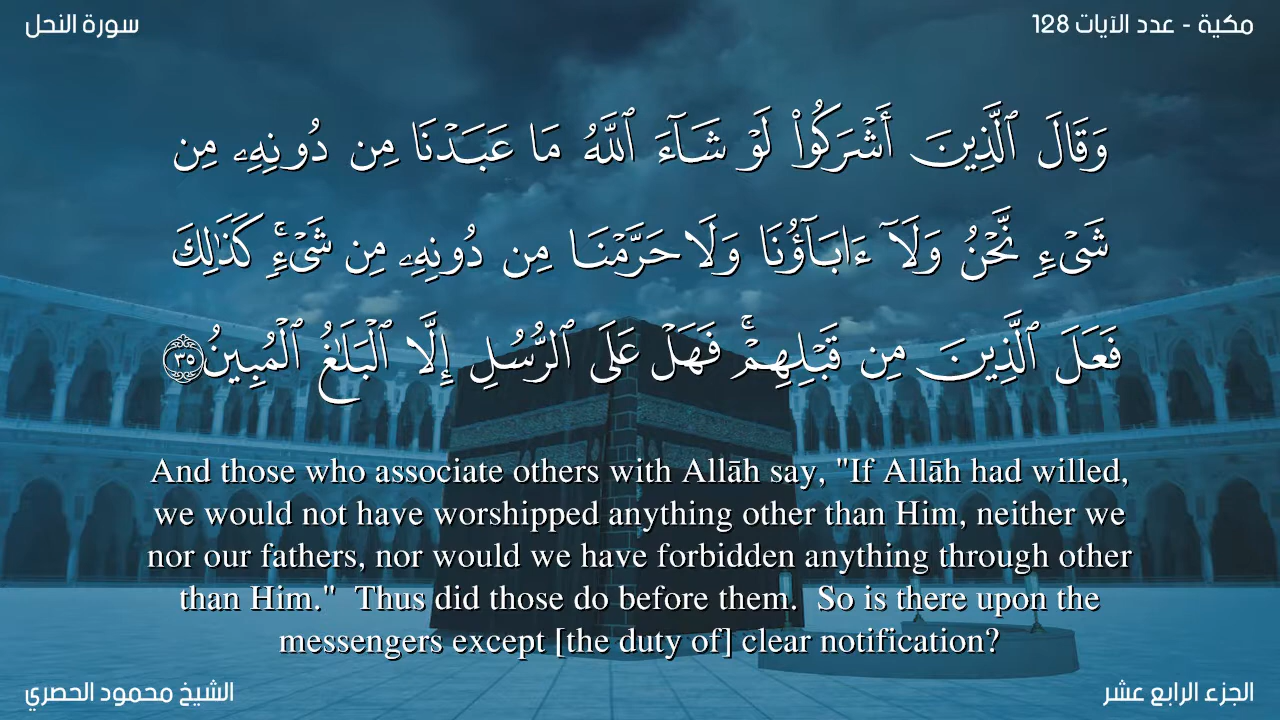 مكية - عدد الآيات 128
سورة النحل
وَقَالَ ٱلَّذِينَ أَشْرَكُوا۟ لَوْ شَآءَ ٱللَّهُ مَا عَبَدْنَا مِن دُونِهِۦ مِن
شَىْءٍ نَّحْنُ وَلَآ ءَابَآؤُنَا وَلَا حَرَّمْنَا مِن دُونِهِۦ مِن شَىْءٍ ۚ كَذَٰلِكَ
فَعَلَ ٱلَّذِينَ مِن قَبْلِهِمْ ۚ فَهَلْ عَلَى ٱلرُّسُلِ إِلَّا ٱلْبَلَٰغُ ٱلْمُبِينُ ٣٥
And those who associate others with Allāh say, "If Allāh had willed,
we would not have worshipped anything other than Him, neither we
nor our fathers, nor would we have forbidden anything through other
than Him."  Thus did those do before them.  So is there upon the
messengers except [the duty of] clear notification?
الجزء الرابع عشر
الشيخ محمود الحصري